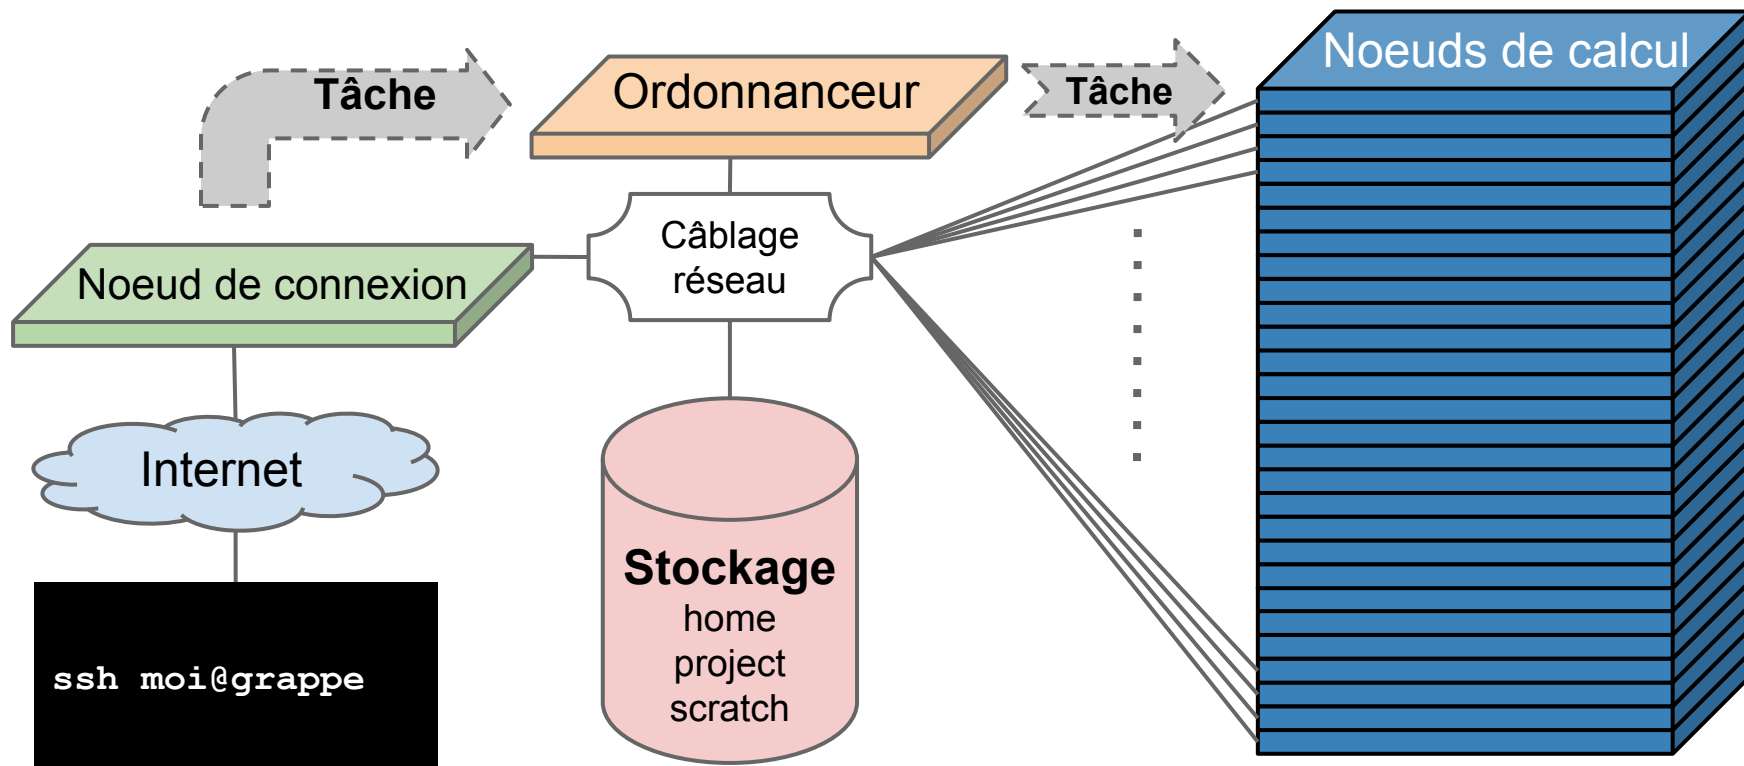 Tâche
Ordonnanceur
Tâche
Noeuds de calcul
Noeud de connexion
Câblage
réseau
Internet
Stockage
home
project
scratch
ssh moi@grappe